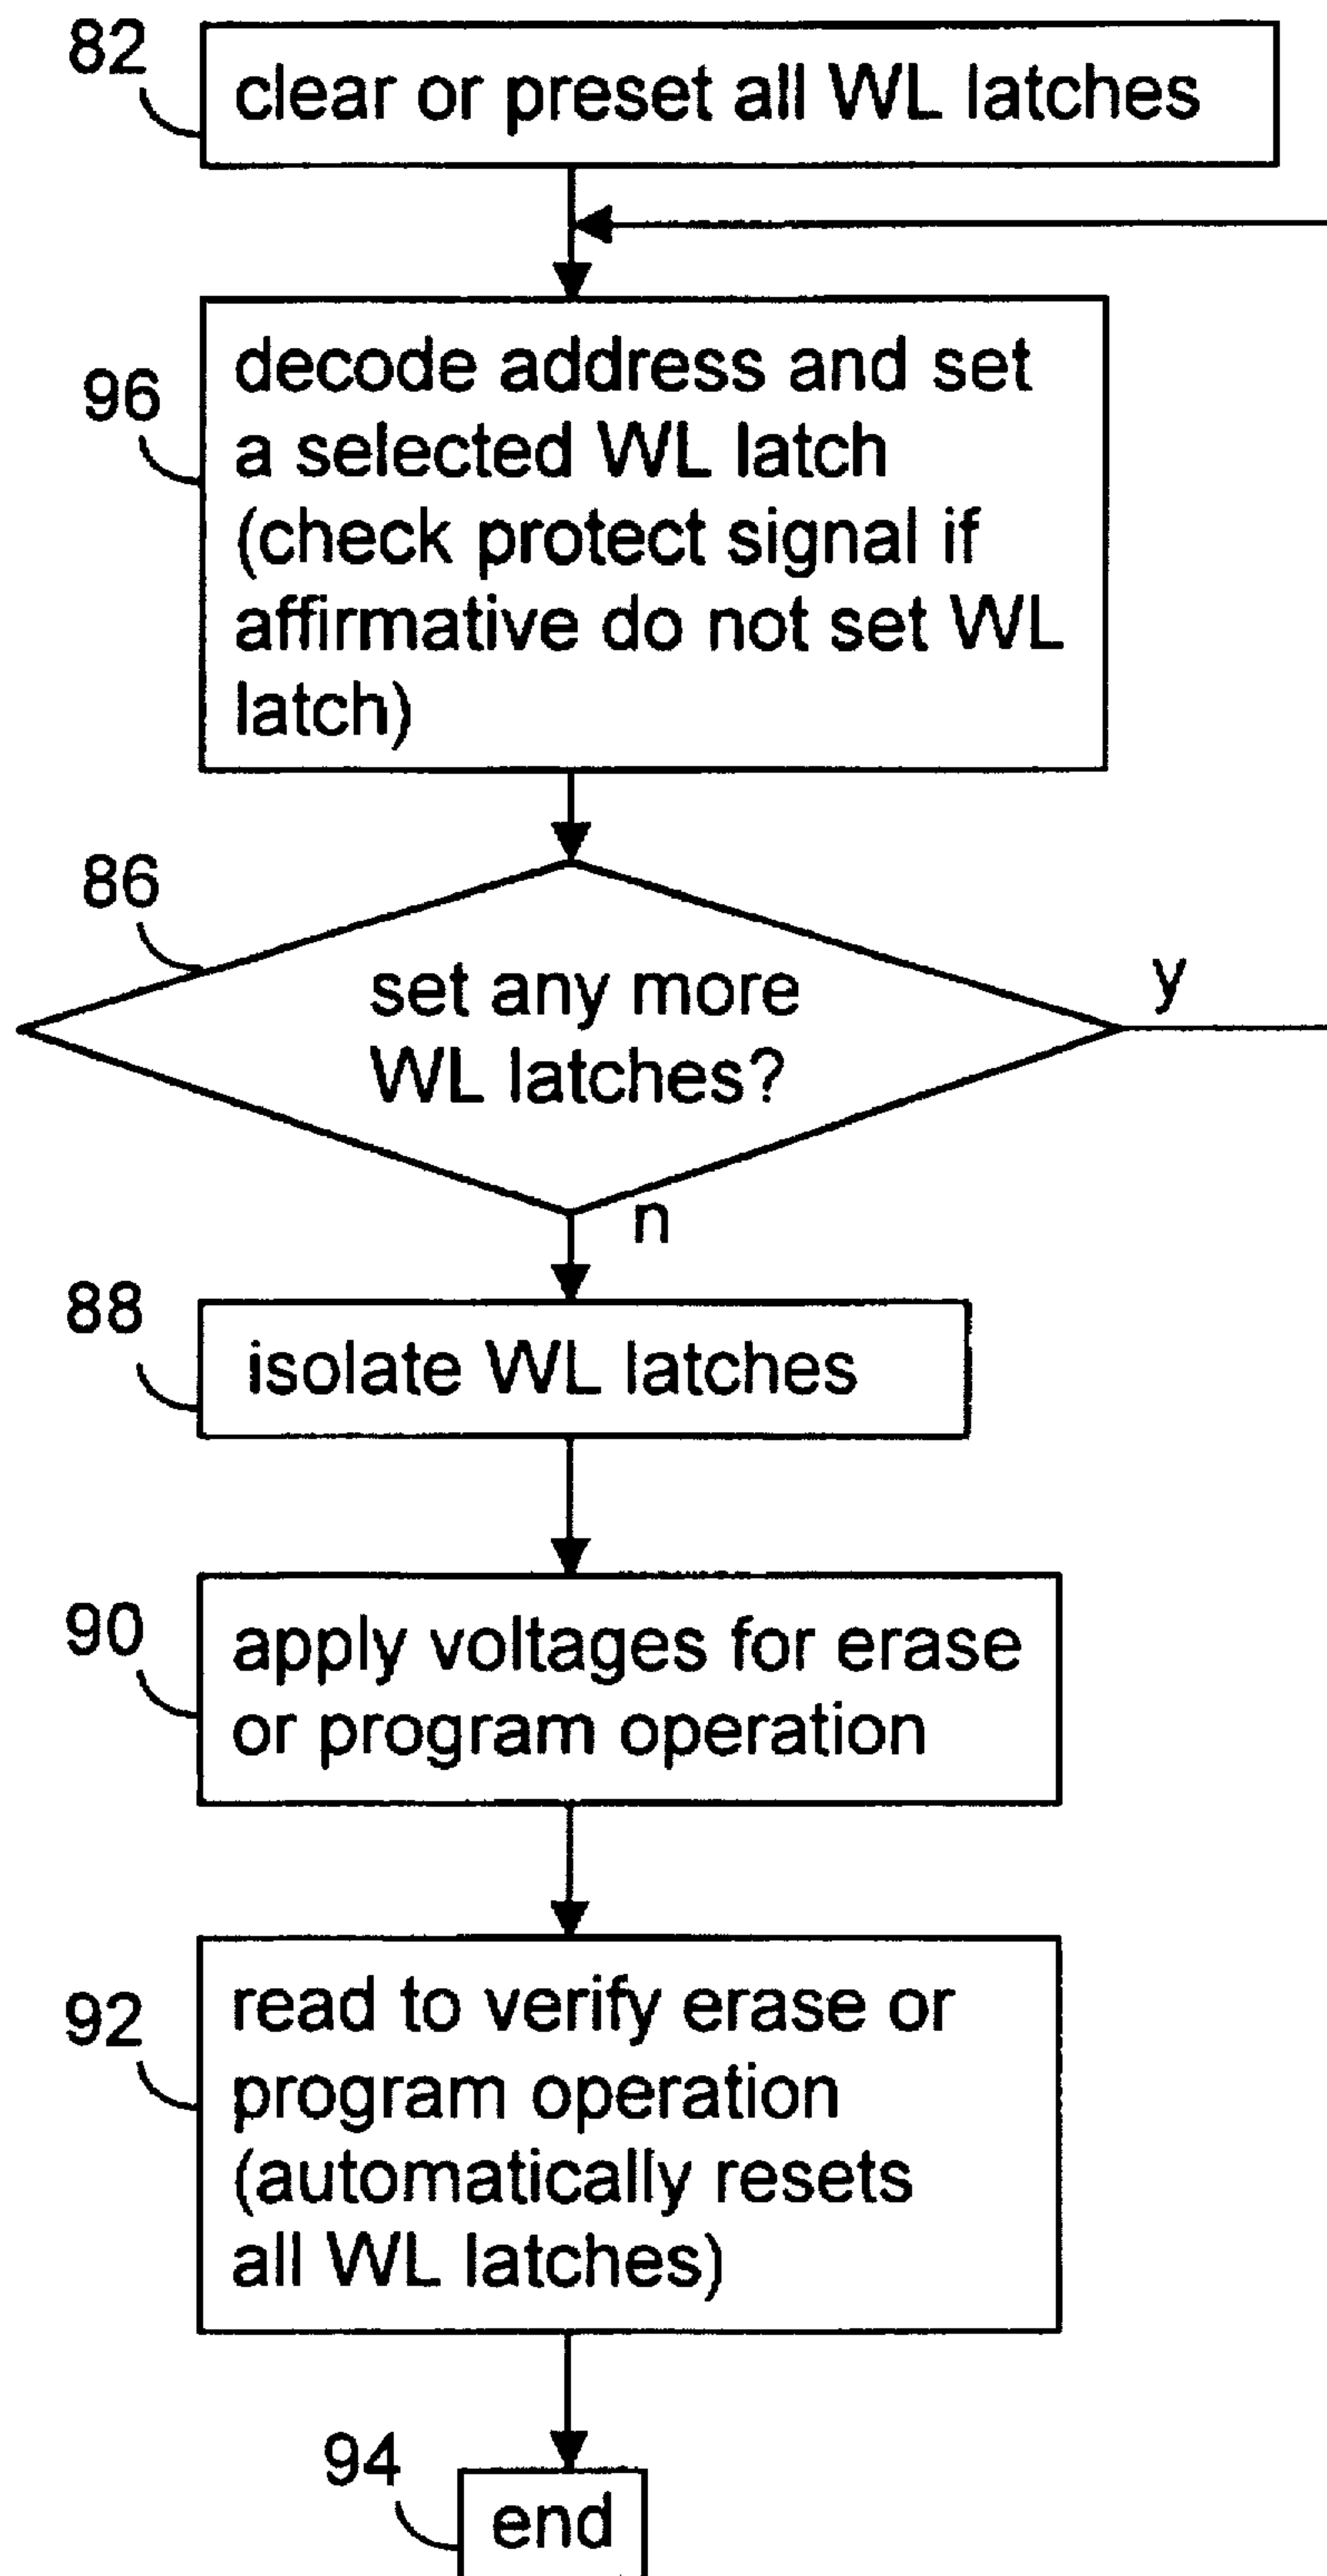 82
clear or preset all WL latches
96
decode address and set
a selected WL latch
(check protect signal if
affirmative do not set WL
latch)
86
set any more
WL latches?
y
n
88
isolate WL latches
90
apply voltages for erase
or program operation
92
read to verify erase or
program operation
(automatically resets
all WL latches)
94
end